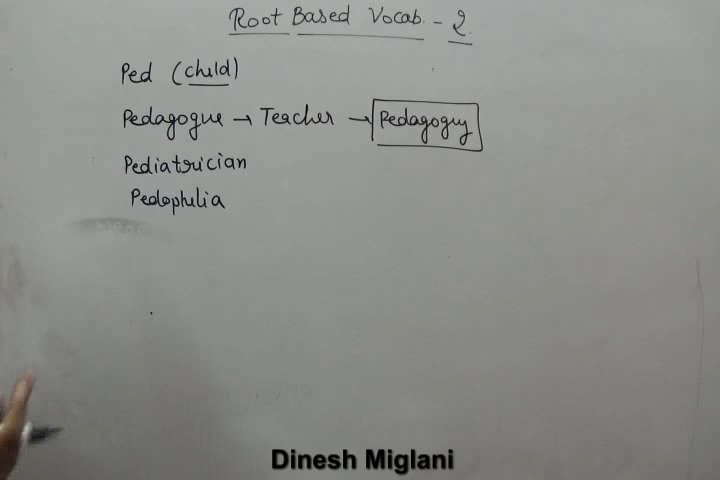 Root Based Vocab. - 2.
Ped (child)
Pedagogue → Teacher → Pedagogy
Pediatrician
Pedophilia
Dinesh Miglani